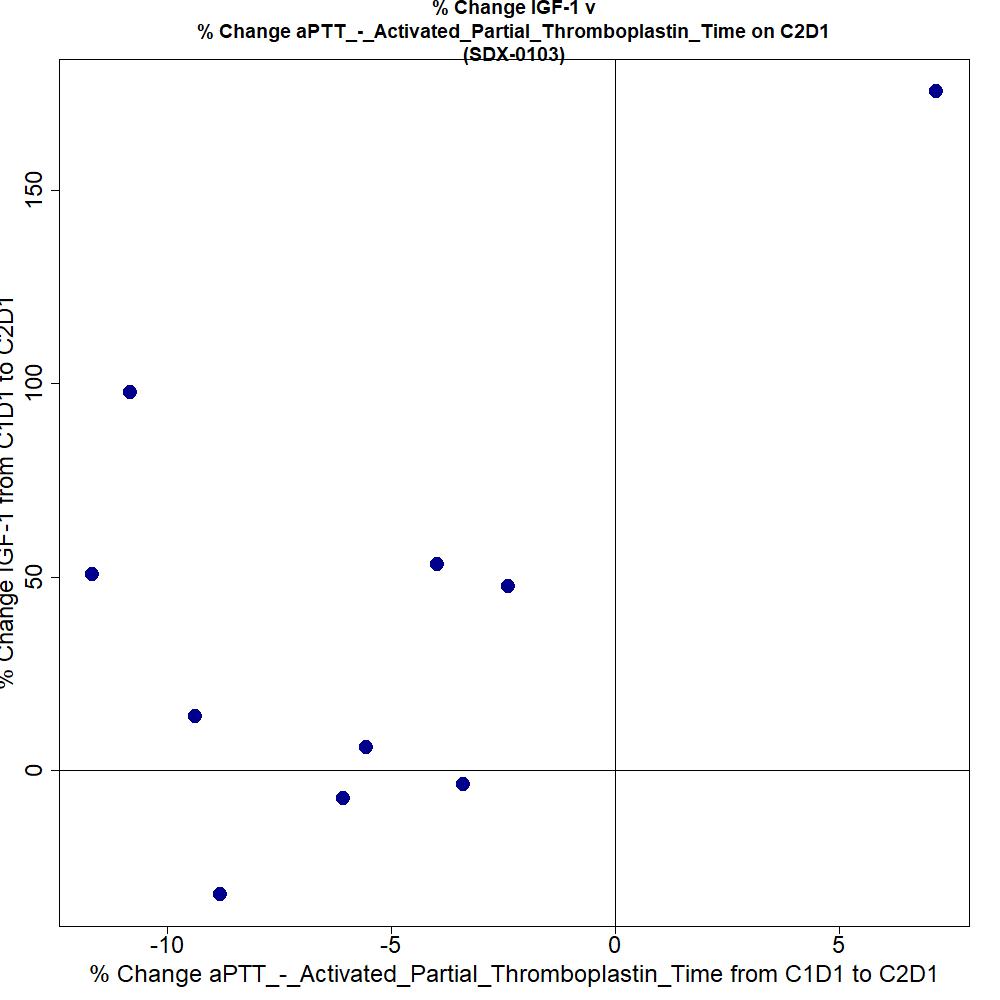 % Change IGF-1 v
% Change aPTT_-_Activated_Partial_Thromboplastin_Time on C2D1
(SDX-0103)
% Change IGF-1 from C1D1 to C2D1
150
100
50
0
-10
-5
0
5
% Change aPTT_-_Activated_Partial_Thromboplastin_Time from C1D1 to C2D1